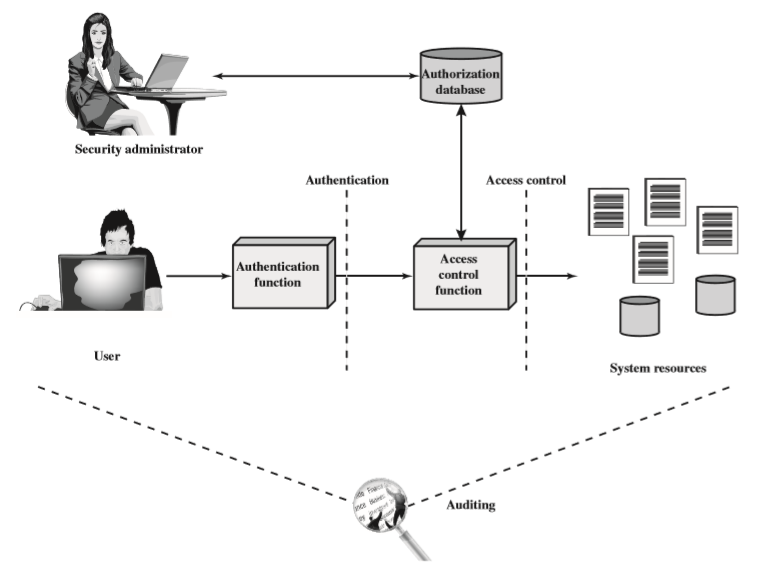 Authorization
database
Security administrator
Authentication
Access control
Authentication
function
Access
control
function
User
System resources
Auditing